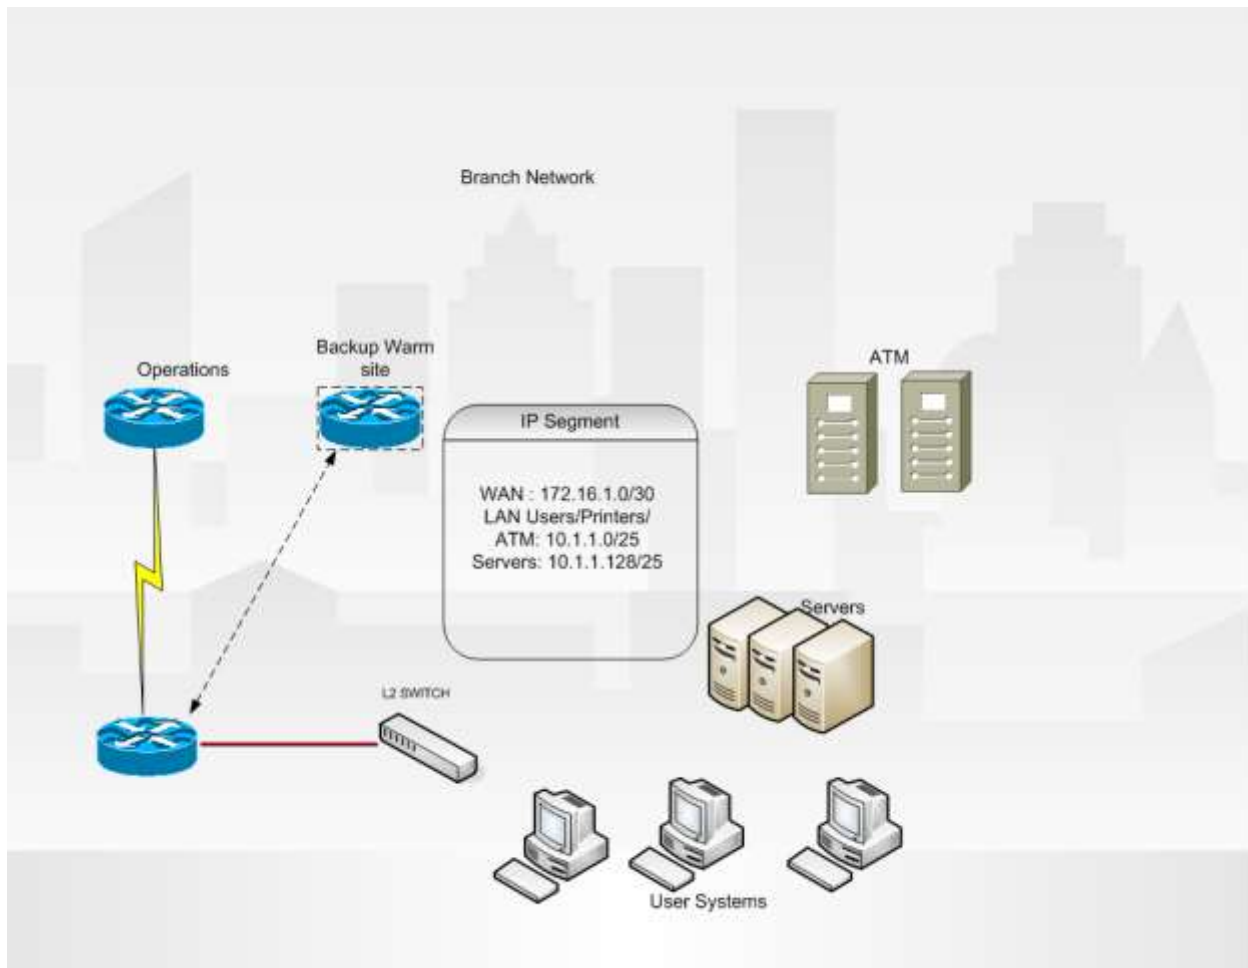 Branch Network
Operations
Backup Warm
site
ATM
IP Segment
WAN : 172.16.1.0/30
LAN Users/Printers/
ATM: 10.1.1.0/25
Servers: 10.1.1.128/25
Servers
L2 SWITCH
User Systems